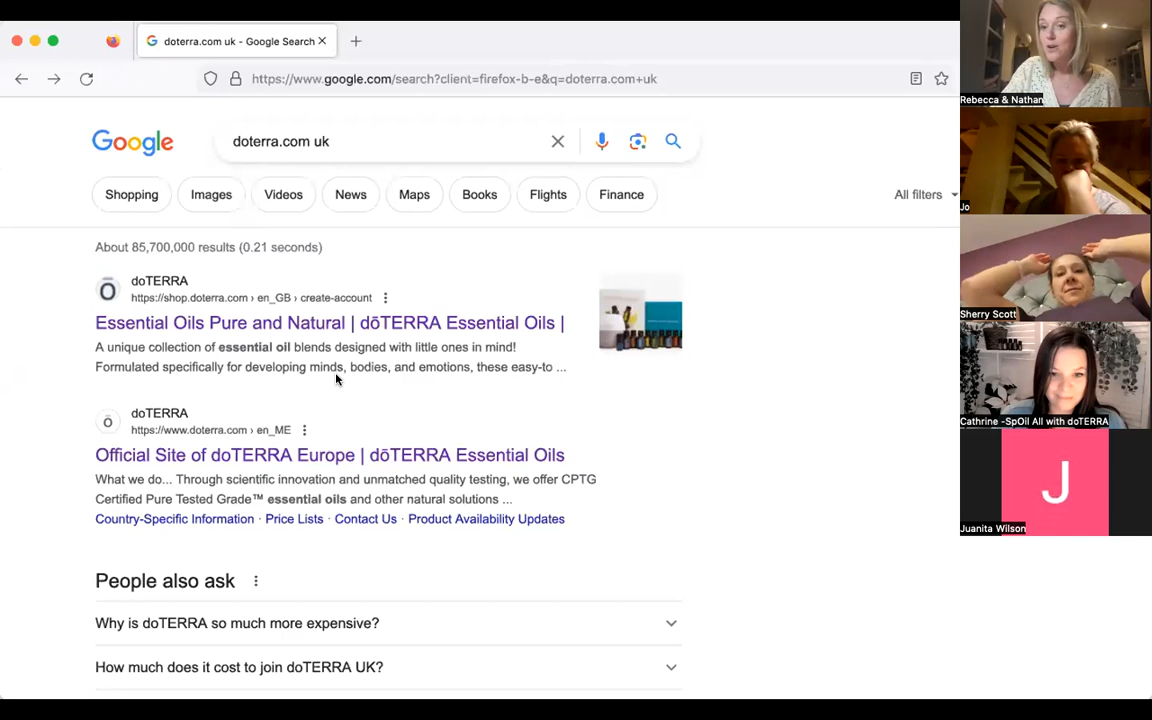 doterra.com uk - Google Search
https://www.google.com/search?client=firefox-b-e&q=doterra.com+uk
Google
doterra.com uk
Shopping
Images
Videos
News
Maps
Books
Flights
Finance
All filters
About 85,700,000 results (0.21 seconds)
doTERRA
https://shop.doterra.com › en_GB › create-account
Essential Oils Pure and Natural | dōTERRA Essential Oils |
A unique collection of essential oil blends designed with little ones in mind!
Formulated specifically for developing minds, bodies, and emotions, these easy-to ...
doTERRA
https://www.doterra.com › en_ME
Official Site of doTERRA Europe | dōTERRA Essential Oils
What we do... Through scientific innovation and unmatched quality testing, we offer CPTG
Certified Pure Tested Grade™ essential oils and other natural solutions ...
Country-Specific Information · Price Lists · Contact Us · Product Availability Updates
People also ask
Why is doTERRA so much more expensive?
How much does it cost to join doTERRA UK?
Rebecca & Nathan
Jo
Sherry Scott
Cathrine -SpOil All with doTERRA
J
Juanita Wilson